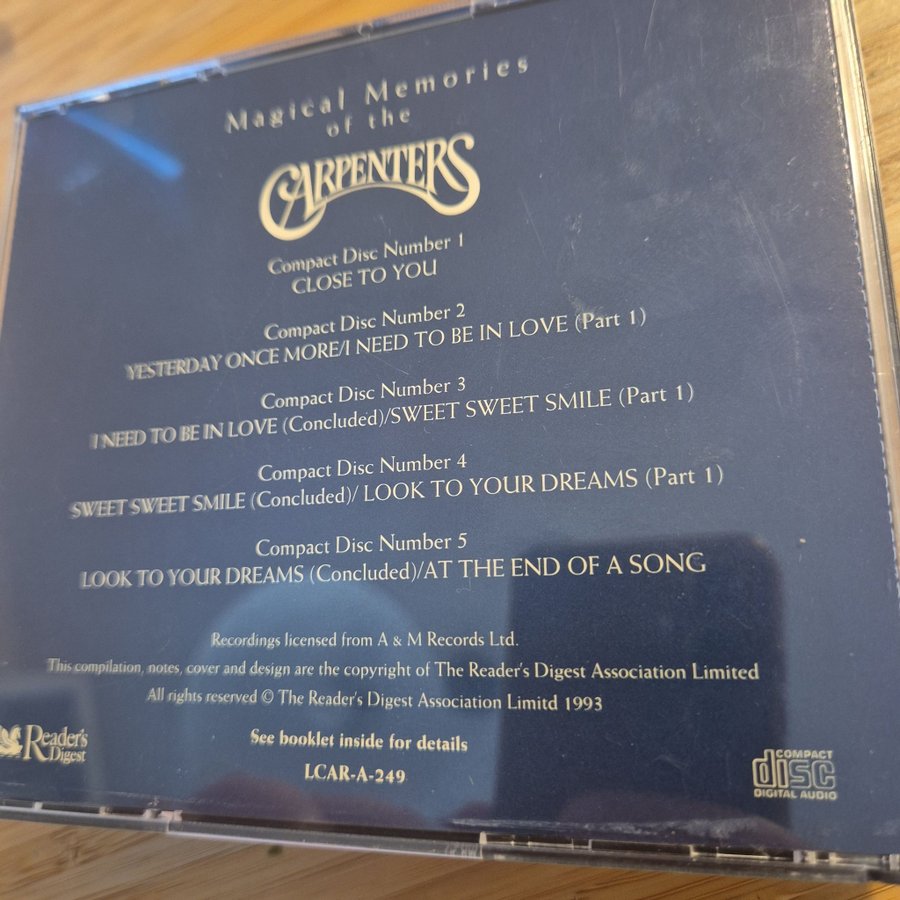 Magical Memories
of the
CARPENTERS
Compact Disc Number 1
CLOSE TO YOU
Compact Disc Number 2
YESTERDAY ONCE MORE/I NEED TO BE IN LOVE (Part 1)
Compact Disc Number 3
I NEED TO BE IN LOVE (Concluded)/SWEET SWEET SMILE (Part 1)
Compact Disc Number 4
SWEET SWEET SMILE (Concluded)/ LOOK TO YOUR DREAMS (Part 1)
Compact Disc Number 5
LOOK TO YOUR DREAMS (Concluded)/AT THE END OF A SONG
Recordings licensed from A & M Records Ltd.
This compilation, notes, cover and design are the copyright of The Reader's Digest Association Limited
All rights reserved © The Reader's Digest Association Limitd 1993
See booklet inside for details
LCAR-A-249
Reader's
Digest
COMPACT
disc
DIGITAL AUDIO